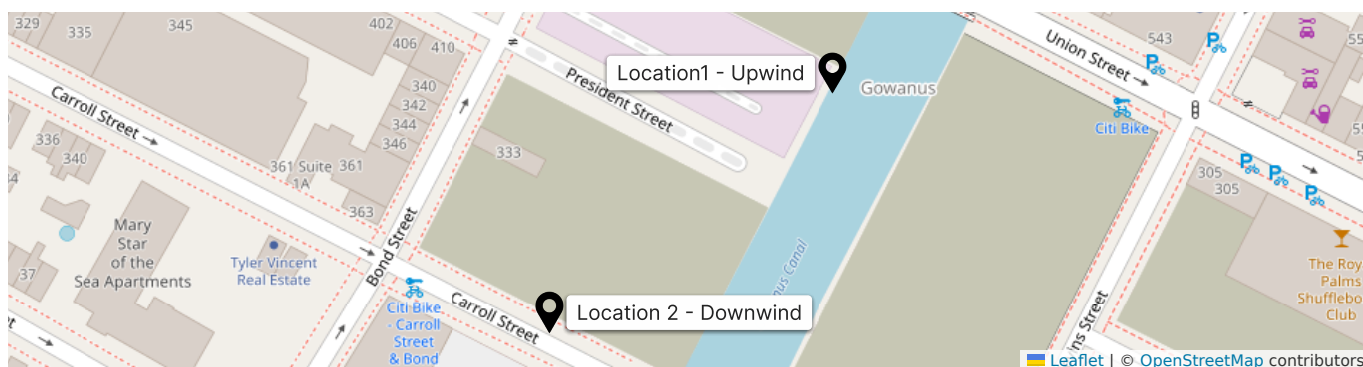 329
335
345
402
406
410
340
342
344
346
Carroll Street
336
340
361 Suite
1A
361
363
Mary
Star
of the
Sea Apartments
37
Tyler Vincent
Real Estate
Bond Street
Citi Bike
- Carroll
Street
& Bond
Carroll Street
333
President Street
Location1 - Upwind
Gowanus
Location 2 - Downwind
Union Street
543
Citi Bike
305
305
The Roy
Palms
Shufflebo
Club
Leaflet | © OpenStreetMap contributors